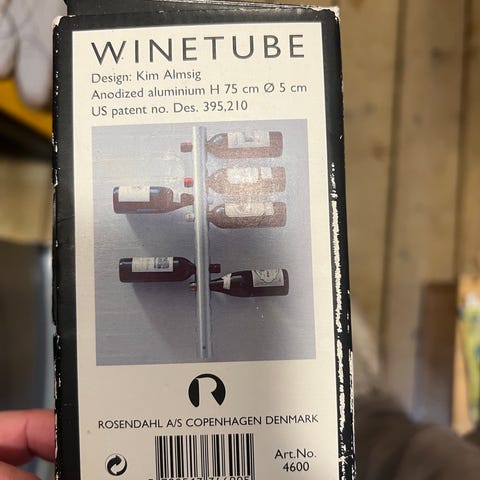 WINETUBE
Design: Kim Almsig
Anodized aluminium H 75 cm Ø 5 cm
US patent no. Des. 395,210
R
ROSENDAHL A/S COPENHAGEN DENMARK
Art.No.
4600